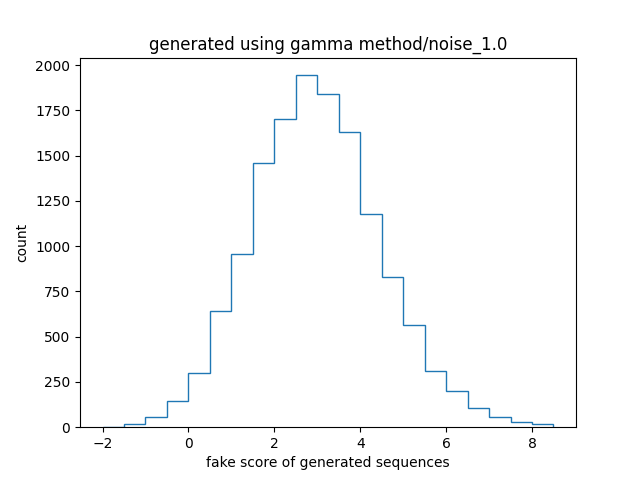 generated using gamma method/noise_1.0
2000
1750
1500
1250
1000
750
500
250
0
count
−2 0 2 4 6 8
fake score of generated sequences